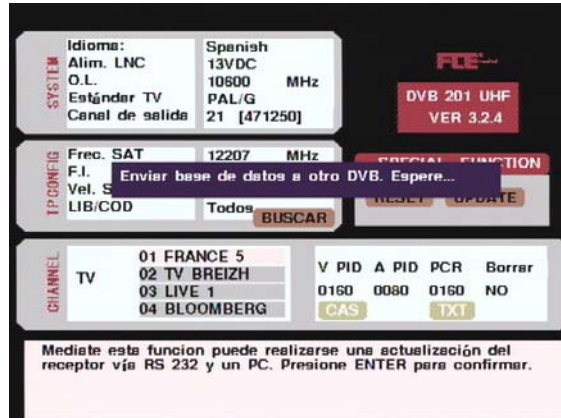 SYSTEM
Idioma: Spanish
Alim. LNC 13VDC
O.L. 10600 MHz
Estándar TV PAL/G
Canal de salida 21 [471250]
FTE
DVB 201 UHF
VER 3.2.4
TP CONFIG
Frec. SAT 12207 MHz
F.I.
Enviar base de datos a otro DVB. Espere...
SPECIAL FUNCTION
Vel. S
RESET UPDATE
LIB/COD Todos
BUSCAR
CHANNEL
TV
01 FRANCE 5
02 TV BREIZH
03 LIVE 1
04 BLOOMBERG
V PID A PID PCR Borrar
0160 0080 0160 NO
CAS TXT
Mediate esta funcion puede realizarse una actualización del
receptor vía RS 232 y un PC. Presione ENTER para confirmar.